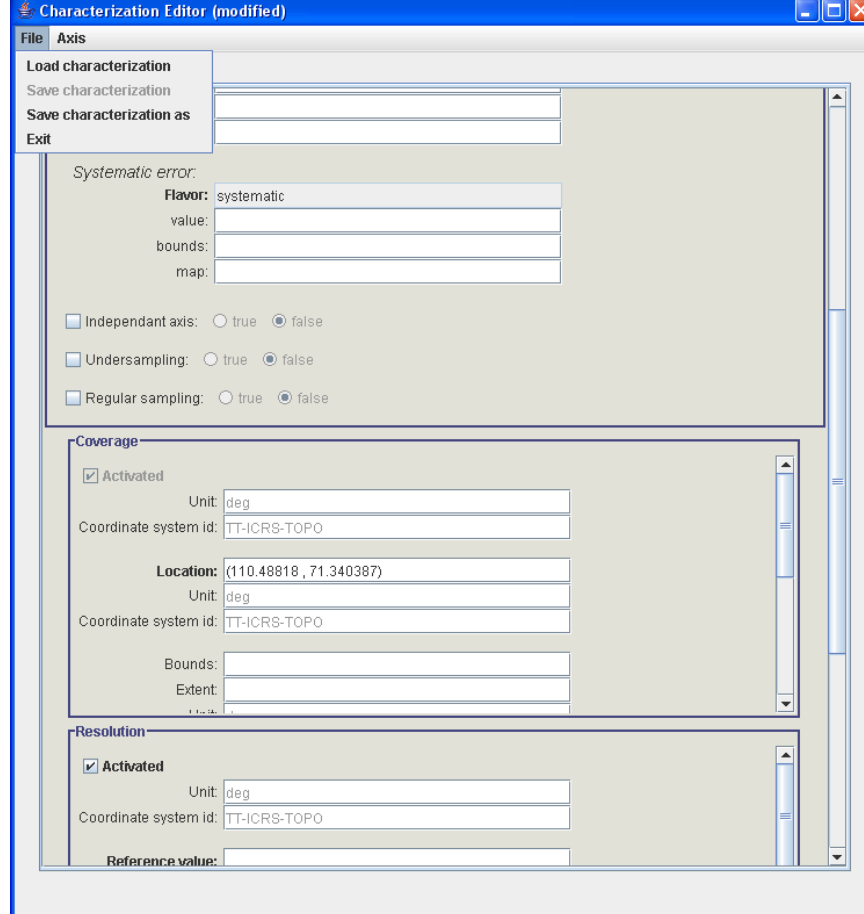 Characterization Editor (modified)
File Axis
Load characterization
Save characterization
Save characterization as
Exit
Systematic error:
Flavor: systematic
value:
bounds:
map:
Independant axis: true false
Undersampling: true false
Regular sampling: true false
Coverage
Activated
Unit: deg
Coordinate system id: TT-ICRS-TOPO
Location: (110.48818 , 71.340387)
Unit: deg
Coordinate system id: TT-ICRS-TOPO
Bounds:
Extent:
Resolution
Activated
Unit: deg
Coordinate system id: TT-ICRS-TOPO
Reference value: